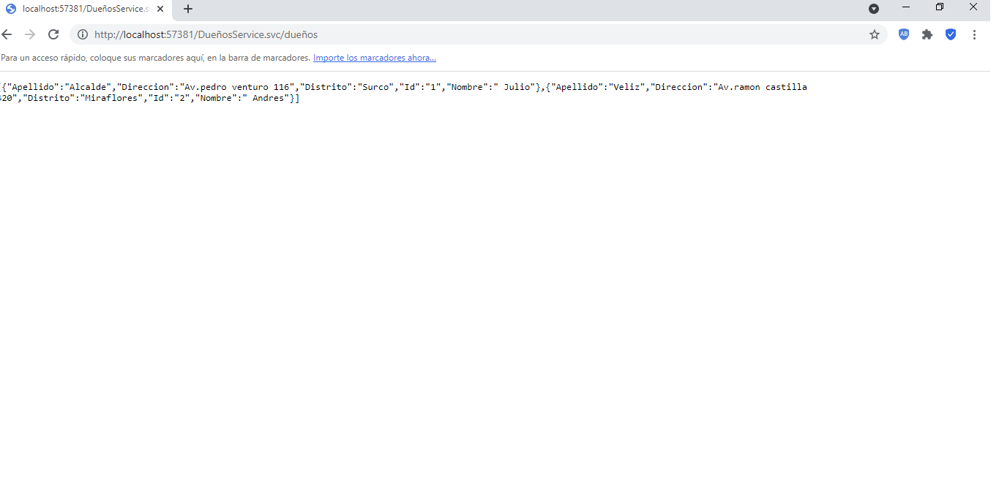 localhost:57381/DueñosService.s
http://localhost:57381/DueñosService.svc/dueños
AB
Para un acceso rápido, coloque sus marcadores aquí, en la barra de marcadores. Importe los marcadores ahora...
[{"Apellido":"Alcalde","Direccion":"Av.pedro venturo 116","Distrito":"Surco","Id":"1","Nombre":" Julio"},{"Apellido":"Veliz","Direccion":"Av.ramon castilla
420","Distrito":"Miraflores","Id":"2","Nombre":" Andres"}]